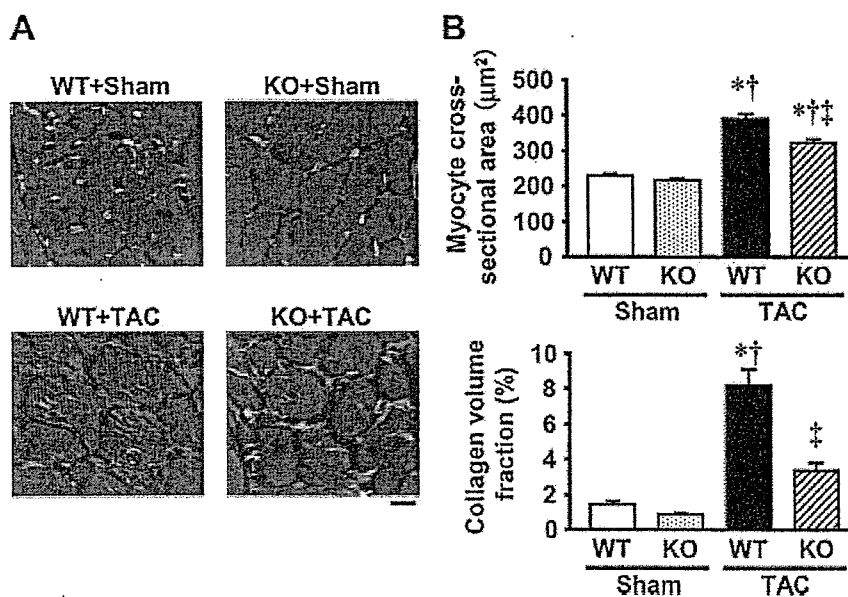 A
WT+Sham
KO+Sham
WT+TAC
KO+TAC
B
Myocyte cross-
sectional area (μm²)
500
400
300
200
100
0
*†
*†‡
WT KO WT KO
Sham TAC
Collagen volume
fraction (%)
10
8
6
4
2
0
*†
‡
WT KO WT KO
Sham TAC